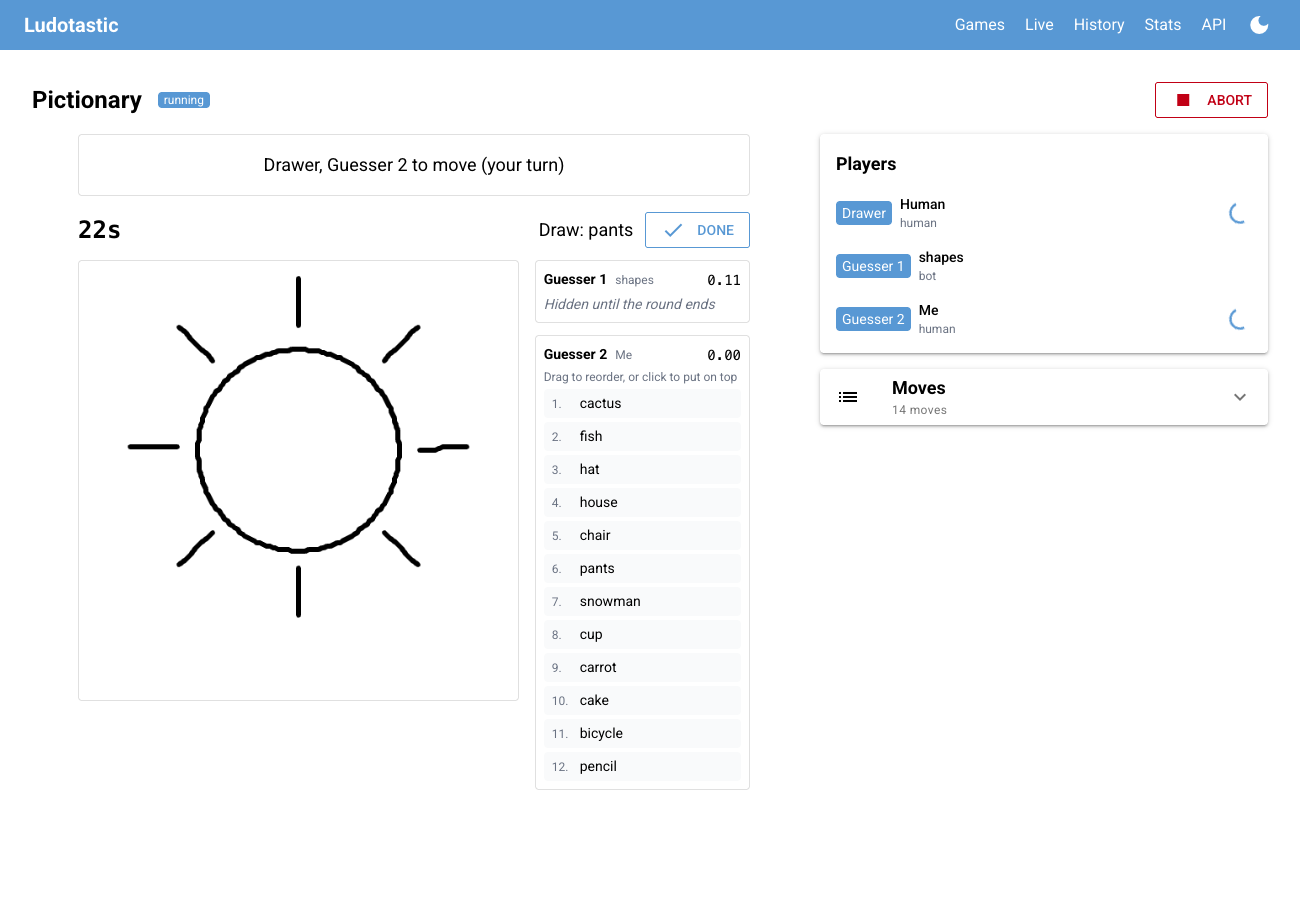 Ludotastic
Games Live History Stats API
Pictionary running
ABORT
Drawer, Guesser 2 to move (your turn)
22s
Draw: pants
DONE
Guesser 1 shapes 0.11
Hidden until the round ends
Guesser 2 Me 0.00
Drag to reorder, or click to put on top
1. cactus
2. fish
3. hat
4. house
5. chair
6. pants
7. snowman
8. cup
9. carrot
10. cake
11. bicycle
12. pencil
Players
Drawer Human
human
Guesser 1 shapes
bot
Guesser 2 Me
human
Moves
14 moves